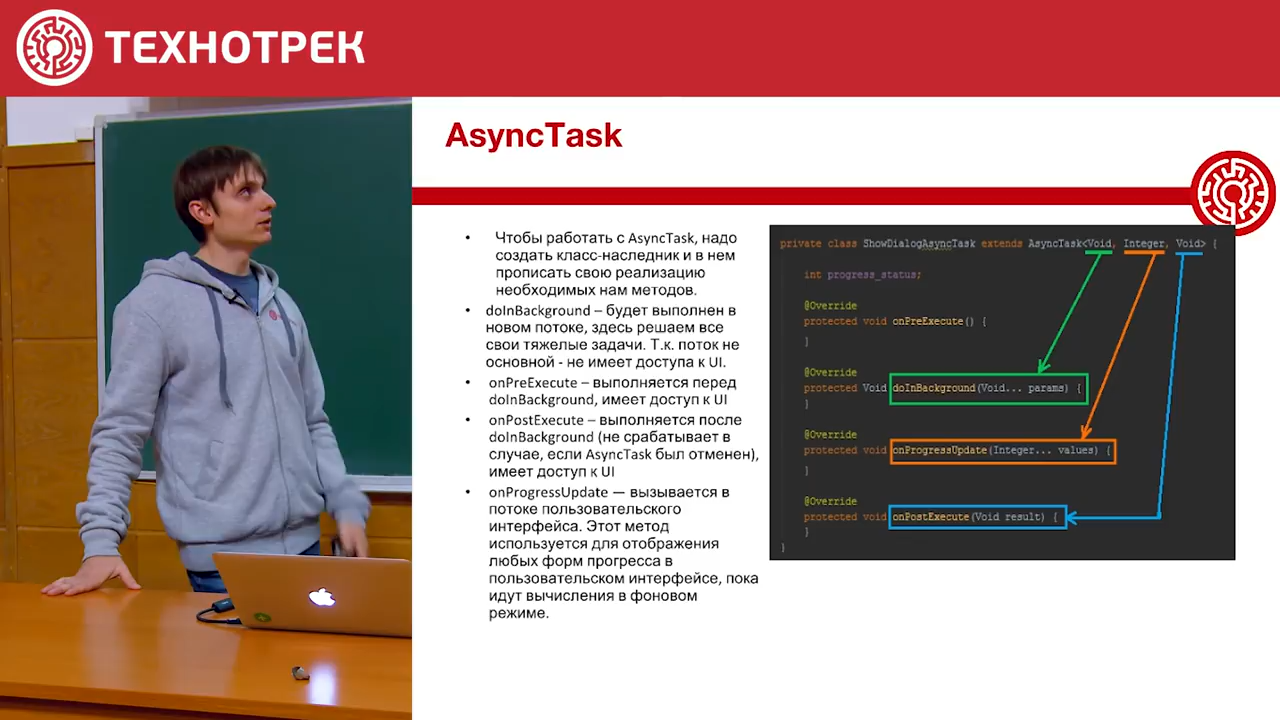 ТЕХНОТРЕК
AsyncTask
• Чтобы работать с AsyncTask, надо
создать класс-наследник и в нем
прописать свою реализацию
необходимых нам методов.
• doInBackground – будет выполнен в
новом потоке, здесь решаем все
свои тяжелые задачи. Т.к. поток не
основной - не имеет доступа к UI.
• onPreExecute – выполняется перед
doInBackground, имеет доступ к UI
• onPostExecute – выполняется после
doInBackground (не срабатывает в
случае, если AsyncTask был отменен),
имеет доступ к UI
• onProgressUpdate — вызывается в
потоке пользовательского
интерфейса. Этот метод
используется для отображения
любых форм прогресса в
пользовательском интерфейсе, пока
идут вычисления в фоновом
режиме.
private class ShowDialogAsyncTask extends AsyncTask<Void, Integer, Void> {
int progress_status;
@Override
protected void onPreExecute() {
}
@Override
protected Void doInBackground(Void... params) {
}
@Override
protected void onProgressUpdate(Integer... values) {
}
@Override
protected void onPostExecute(Void result) {
}
}